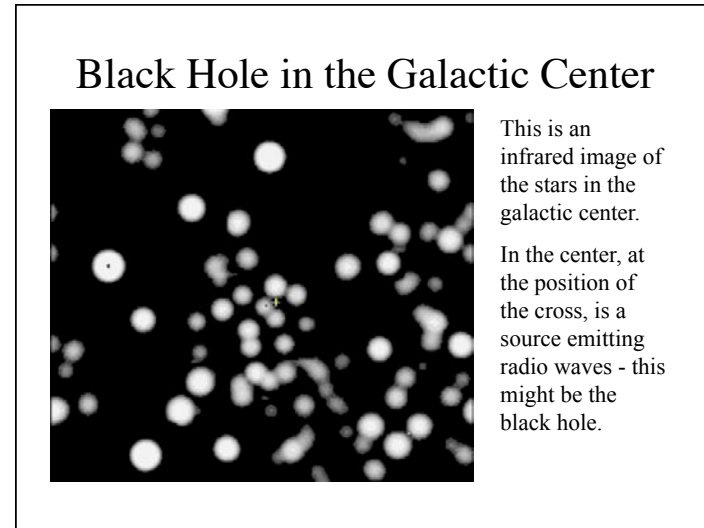 Black Hole in the Galactic Center
This is an
infrared image of
the stars in the
galactic center.
In the center, at
the position of
the cross, is a
source emitting
radio waves - this
might be the
black hole.